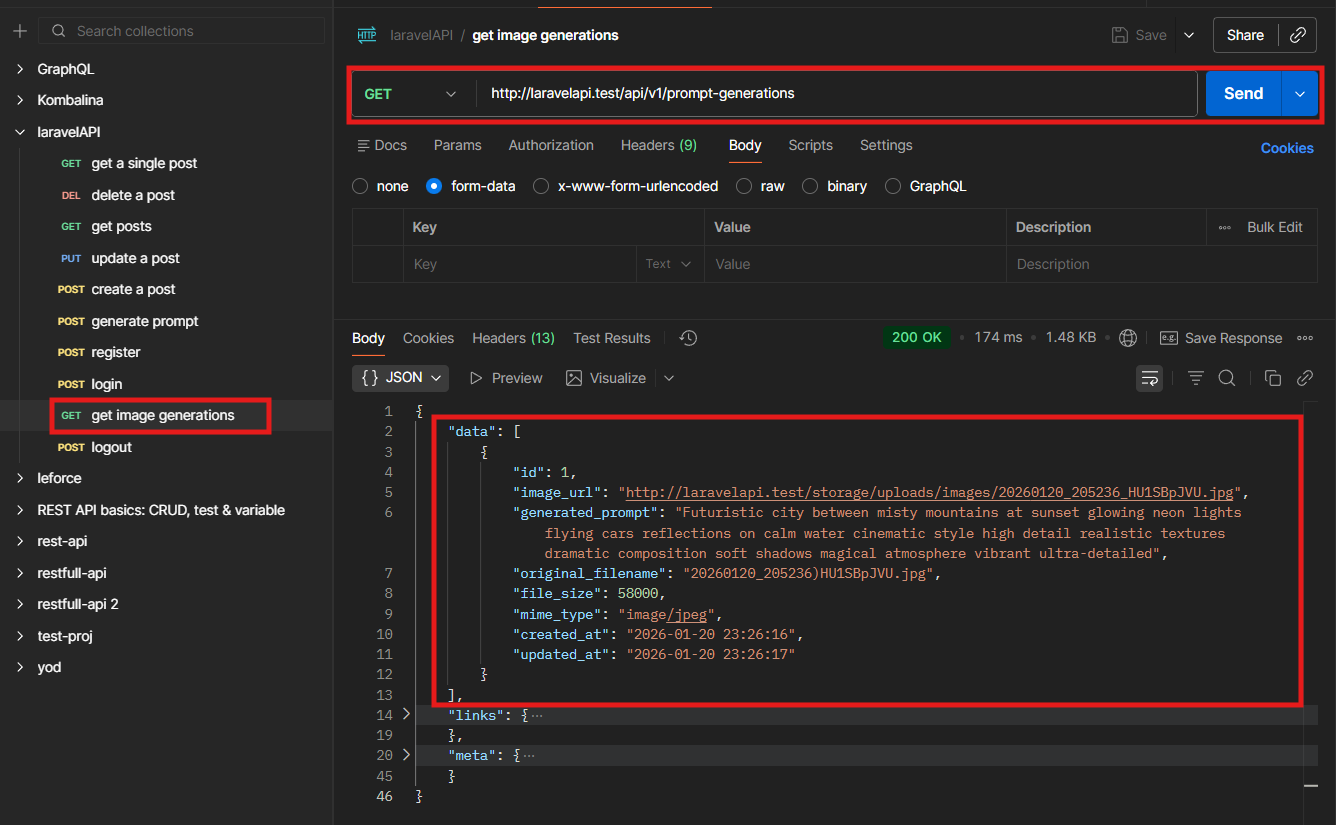 Search collections
GraphQL
Kombalina
laravelAPI
GET get a single post
DEL delete a post
GET get posts
PUT update a post
POST create a post
POST generate prompt
POST register
POST login
GET get image generations
POST logout
leforce
REST API basics: CRUD, test & variable
rest-api
restfull-api
restfull-api 2
test-proj
yod
HTTP laravelAPI / get image generations
Save
Share
GET http://laravelapi.test/api/v1/prompt-generations Send
Docs Params Authorization Headers (9) Body Scripts Settings Cookies
none form-data x-www-form-urlencoded raw binary GraphQL
Key Value Description Bulk Edit
Key Text Value Description
Body Cookies Headers (13) Test Results 200 OK 174 ms 1.48 KB e.g. Save Response
{} JSON Preview Visualize
1 {
2 "data": [
3 {
4 "id": 1,
5 "image_url": "http://laravelapi.test/storage/uploads/images/20260120_205236_HU1SBpJVU.jpg",
6 "generated_prompt": "Futuristic city between misty mountains at sunset glowing neon lights
flying cars reflections on calm water cinematic style high detail realistic textures
dramatic composition soft shadows magical atmosphere vibrant ultra-detailed",
7 "original_filename": "20260120_205236)HU1SBpJVU.jpg",
8 "file_size": 58000,
9 "mime_type": "image/jpeg",
10 "created_at": "2026-01-20 23:26:16",
11 "updated_at": "2026-01-20 23:26:17"
12 }
13 ],
14 "links": {
19 },
20 "meta": {
45 }
46 }